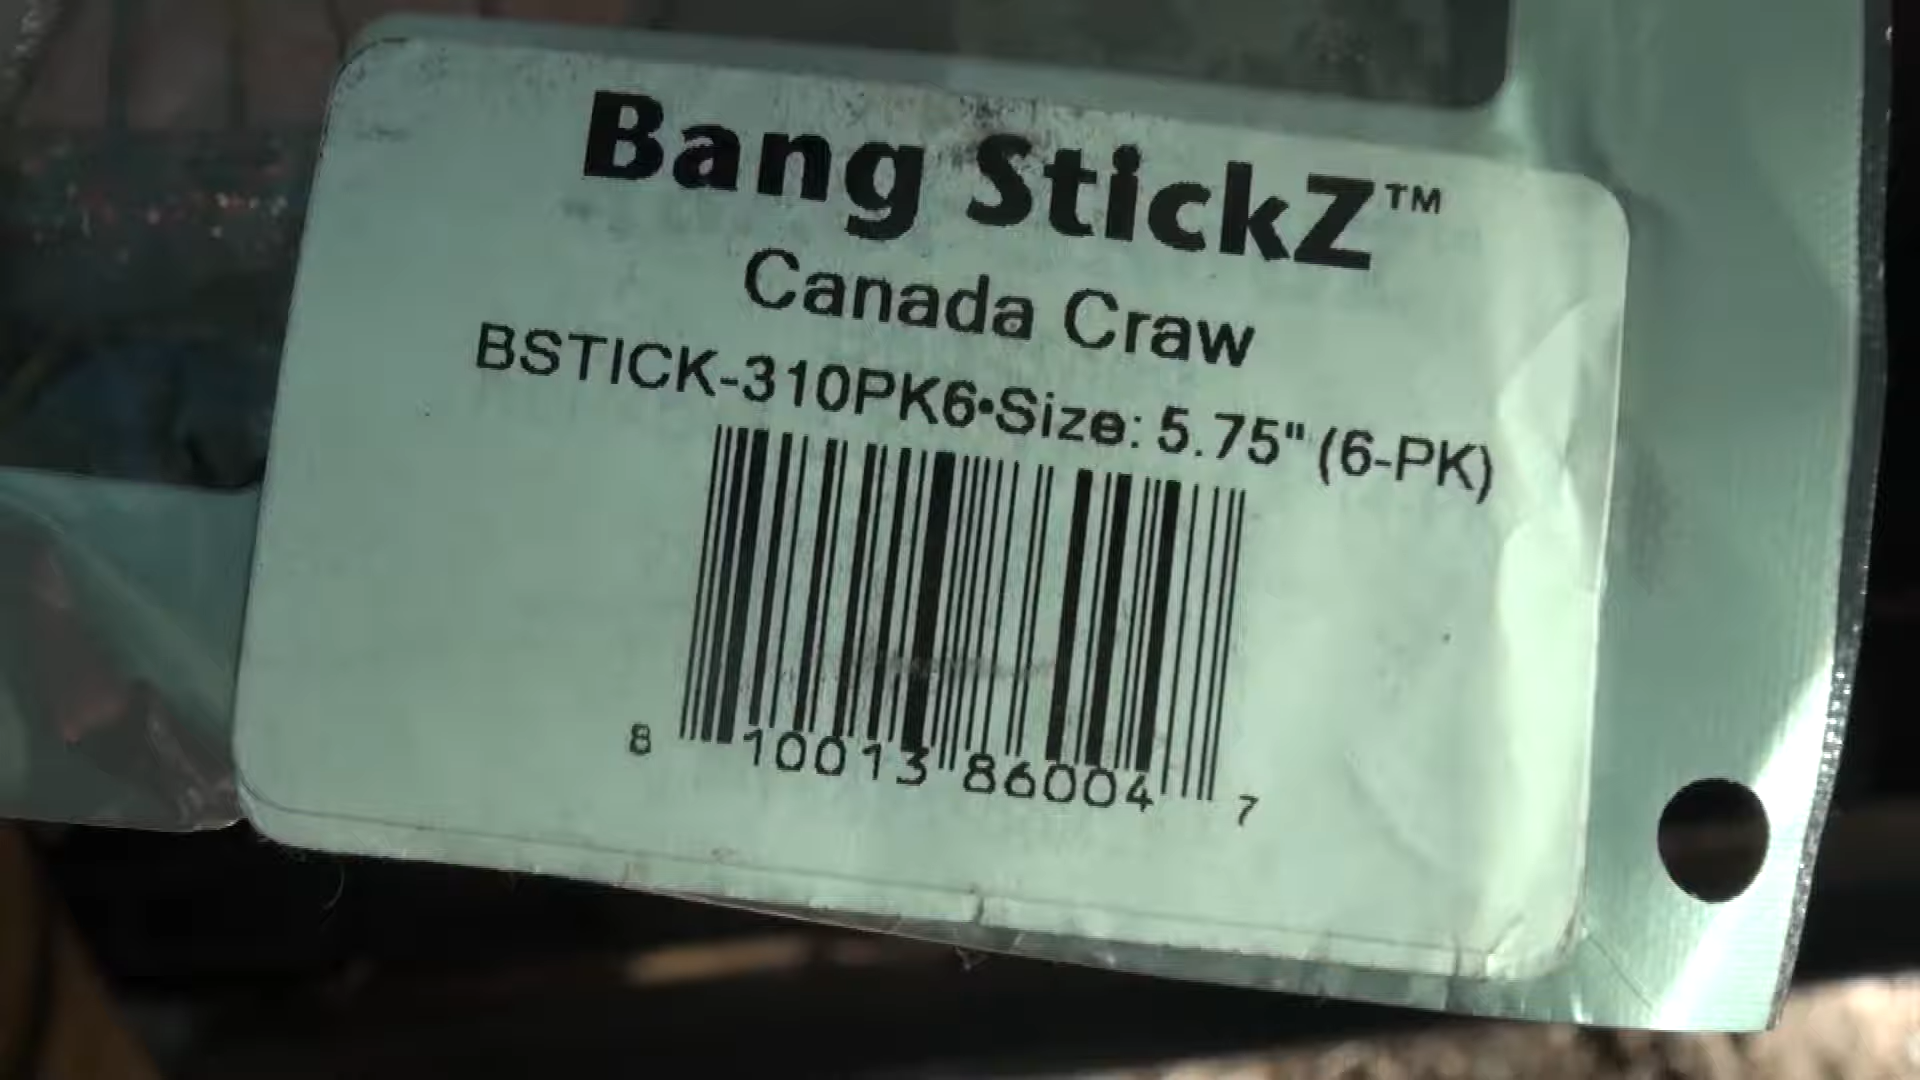 Bang StickZ™
Canada Craw
BSTICK-310PK6•Size: 5.75" (6-PK)
8 10013 86004 7